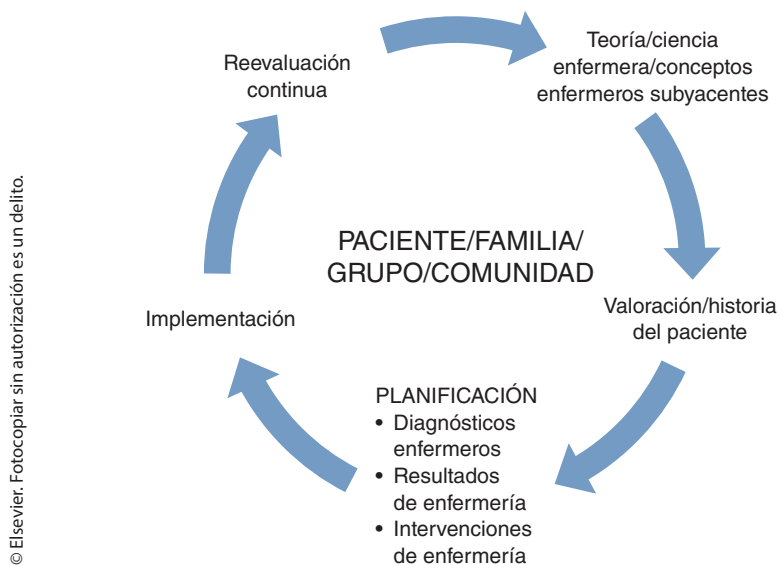 Teoría/ciencia
enfermera/conceptos
enfermeros subyacentes
Valoración/historia
del paciente
PLANIFICACIÓN
• Diagnósticos
enfermeros
• Resultados
de enfermería
• Intervenciones
de enfermería
Implementación
Reevaluación
continua
PACIENTE/FAMILIA/
GRUPO/COMUNIDAD
© Elsevier. Fotocopiar sin autorización es un delito.